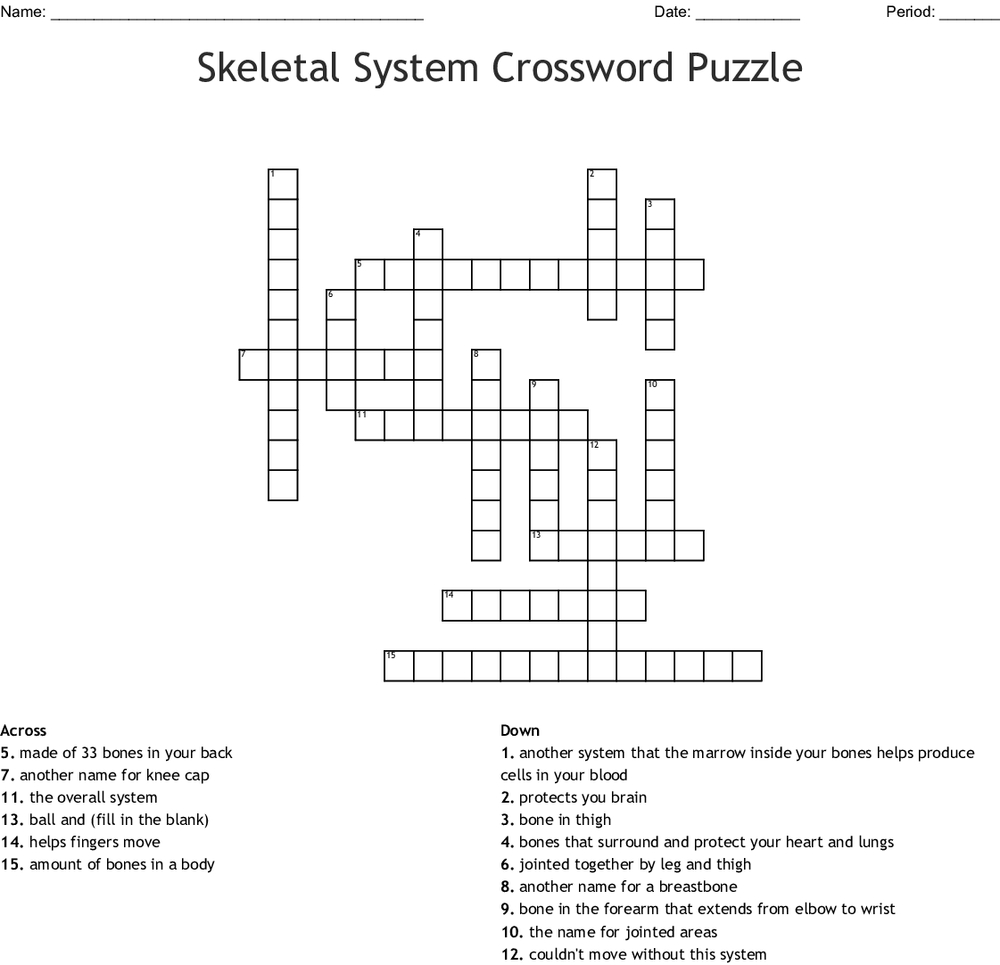 Name: ___________________________________________ Date: ____________ Period: _______
Skeletal System Crossword Puzzle
1 2
3
4
5
6
7 8
9 10
11
12
13
14
15
Across
5. made of 33 bones in your back
7. another name for knee cap
11. the overall system
13. ball and (fill in the blank)
14. helps fingers move
15. amount of bones in a body
Down
1. another system that the marrow inside your bones helps produce
cells in your blood
2. protects you brain
3. bone in thigh
4. bones that surround and protect your heart and lungs
6. jointed together by leg and thigh
8. another name for a breastbone
9. bone in the forearm that extends from elbow to wrist
10. the name for jointed areas
12. couldn't move without this system